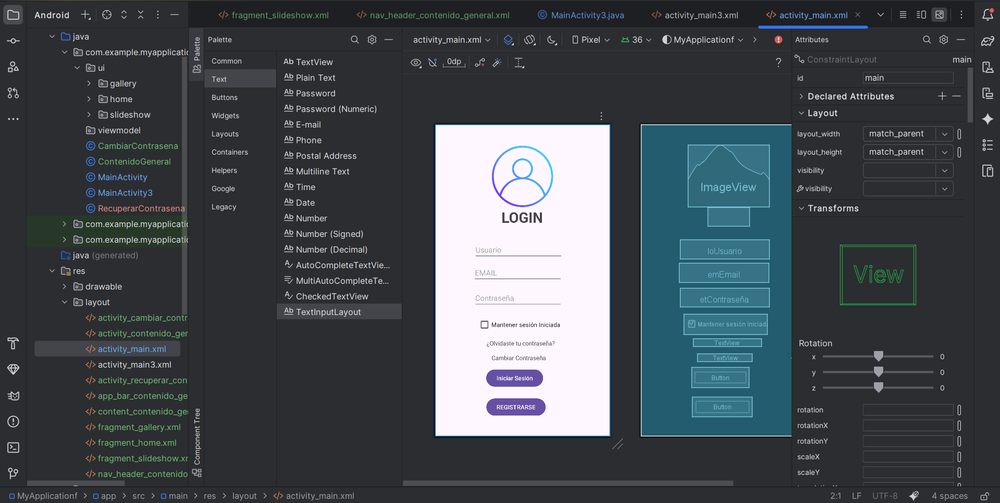 Android
fragment_slideshow.xml
nav_header_contenido_general.xml
MainActivity3.java
activity_main3.xml
activity_main.xml
java
com.example.myapplicatio
ui
gallery
home
slideshow
viewmodel
CambiarContrasena
ContenidoGeneral
MainActivity
MainActivity3
RecuperarContrasena
com.example.myapplicatio
com.example.myapplicatio
java (generated)
res
drawable
layout
activity_cambiar_contr
activity_contenido_ger
activity_main.xml
activity_main3.xml
activity_recuperar_con
app_bar_contenido_ge
content_contenido_ge
fragment_gallery.xml
fragment_home.xml
fragment_slideshow.xr
nav_header_contenido
Palette
Component Tree
Palette
Common
Text
Buttons
Widgets
Layouts
Containers
Helpers
Google
Legacy
Ab TextView
Ab Plain Text
Ab Password
Ab Password (Numeric)
Ab E-mail
Ab Phone
Ab Postal Address
Ab Multiline Text
Ab Time
Ab Date
Ab Number
Ab Number (Signed)
Ab Number (Decimal)
AutoCompleteTextVie...
MultiAutoCompleteTe...
CheckedTextView
Ab TextInputLayout
activity_main.xml
Pixel
36
MyApplicationf
0dp
?
LOGIN
Usuario
EMAIL
Contraseña
Mantener sesión Iniciada
¿Olvidaste tu contraseña?
Cambiar Contraseña
Iniciar Sesión
REGISTRARSE
ImageView
loUsuario
emEmail
etContraseña
Mantener sesión Iniciada
TextView
TextView
Button
Button
Attributes
ConstraintLayout main
id main
Declared Attributes
Layout
layout_width match_parent
layout_height match_parent
visibility
visibility
Transforms
View
Rotation
x 0
y 0
z 0
rotation
rotationX
rotationY
scaleX
scaleY
MyApplicationf > app > src > main > res > layout > activity_main.xml
2:1 LF UTF-8 4 spaces